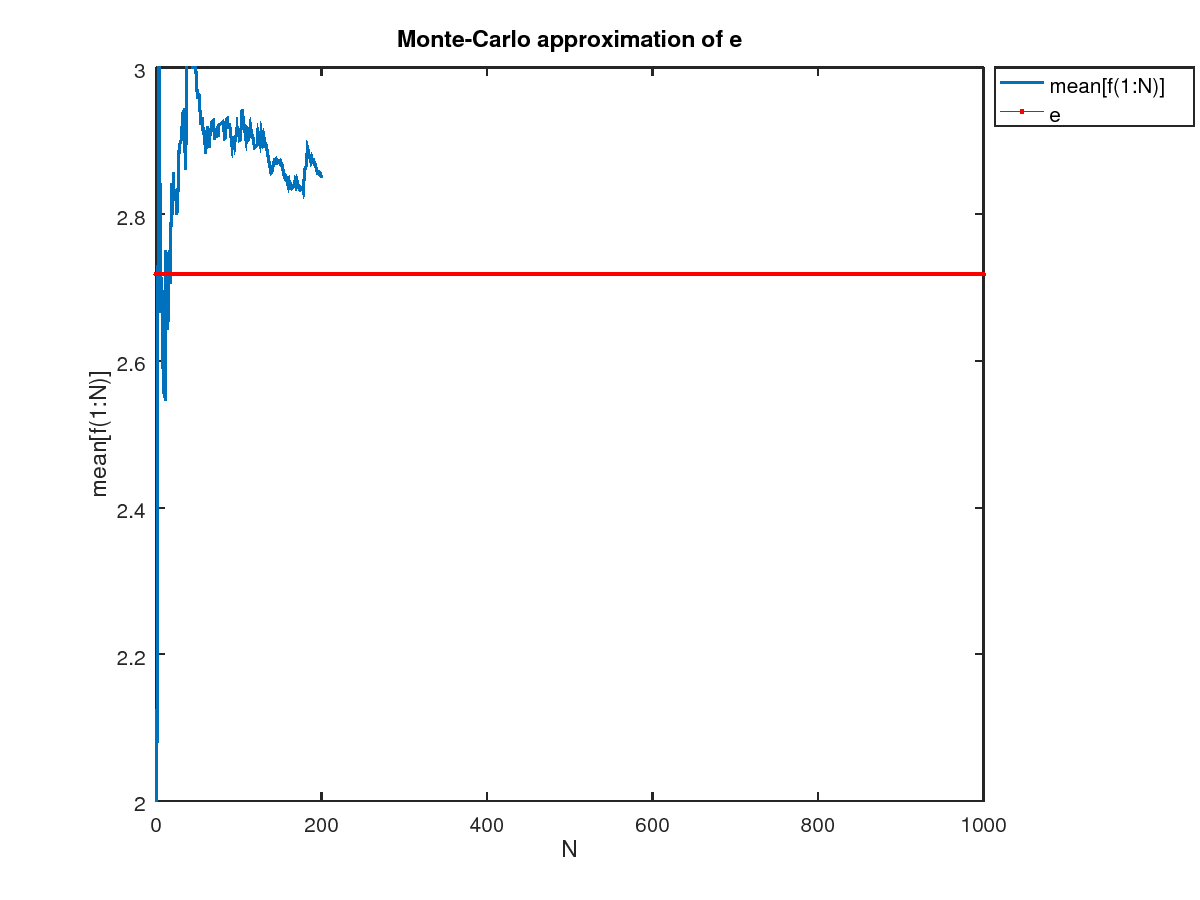 Monte-Carlo approximation of e
mean[f(1:N)]
e
3
2.8
2.6
2.4
2.2
2
mean[f(1:N)]
0 200 400 600 800 1000
N